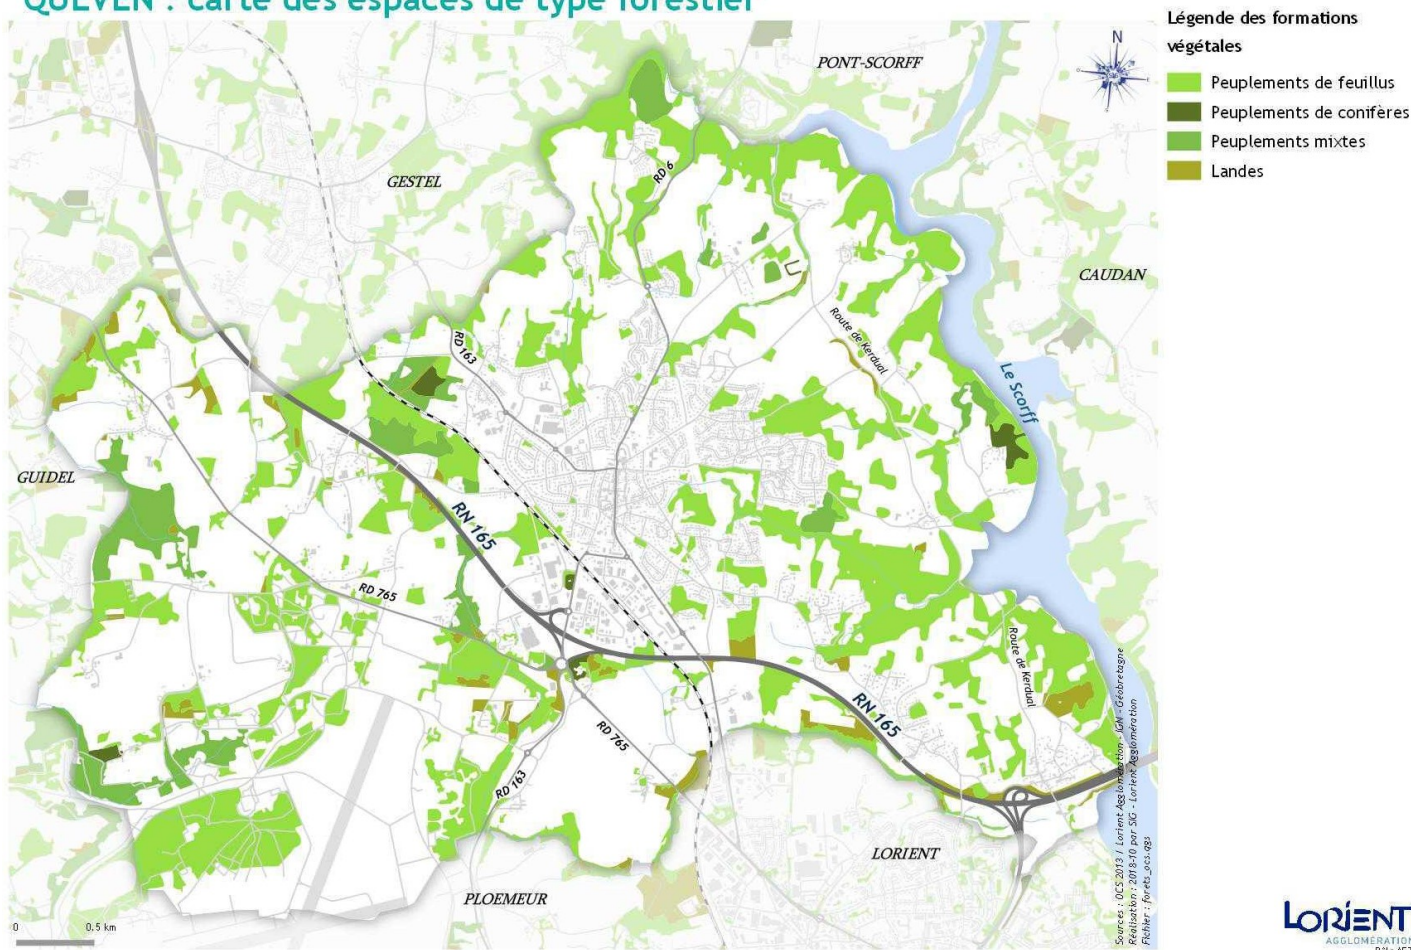 QUÉVEN : carte des espaces de type forestier
Légende des formations
végétales
Peuplements de feuillus
Peuplements de conifères
Peuplements mixtes
Landes
N
PONT-SCORFF
GESTEL
RD 6
CAUDAN
Route de Kerdual
RD 163
Le Scorff
GUIDEL
RN 165
RD 765
Route de Kerdual
RN 165
RD 765
RD 163
LORIENT
PLOEMEUR
0 0.5 km
Sources : OCS 2013 / Lorient Agglomération - IGN - Géobretagne
Réalisation : 2018-10 par SIG - Lorient Agglomération
Fichier : forets_ocs.qgs
LORIENT
AGGLOMÉRATION